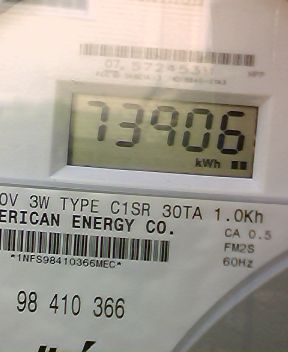 73906
kWh
0V 3W TYPE C1SR 30TA 1.0Kh
ERICAN ENERGY CO.
CA 0.5
FM2S
60Hz
*1NFS98410366MEC*
98 410 366